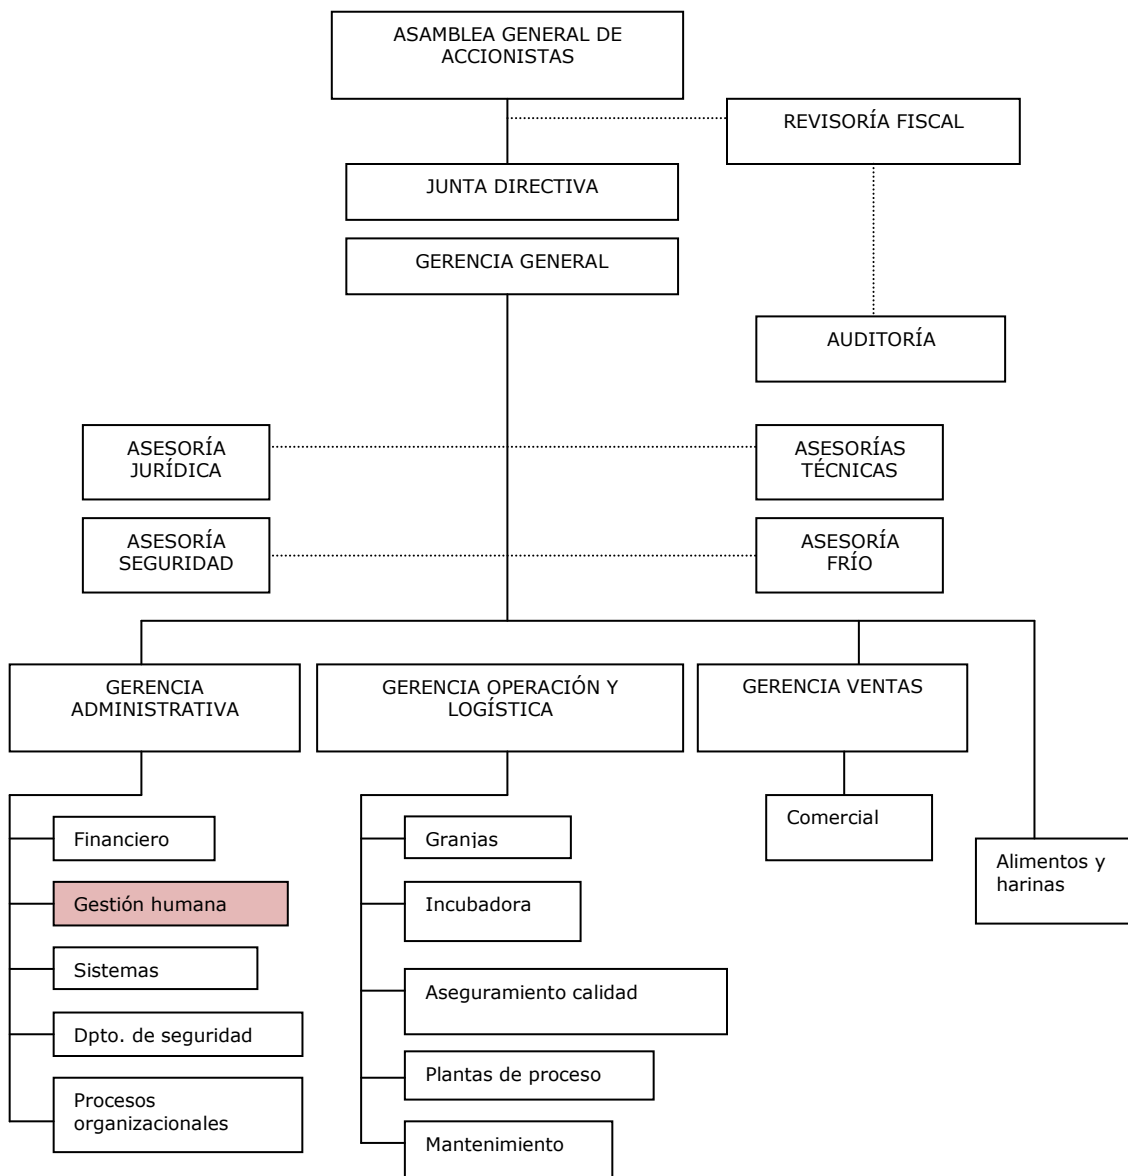 ASAMBLEA GENERAL DE
ACCIONISTAS
REVISORÍA FISCAL
JUNTA DIRECTIVA
GERENCIA GENERAL
AUDITORÍA
ASESORÍA
JURÍDICA
ASESORÍAS
TÉCNICAS
ASESORÍA
SEGURIDAD
ASESORÍA
FRÍO
GERENCIA
ADMINISTRATIVA
GERENCIA OPERACIÓN Y
LOGÍSTICA
GERENCIA VENTAS
Financiero
Gestión humana
Sistemas
Dpto. de seguridad
Procesos
organizacionales
Granjas
Incubadora
Aseguramiento calidad
Plantas de proceso
Mantenimiento
Comercial
Alimentos y
harinas